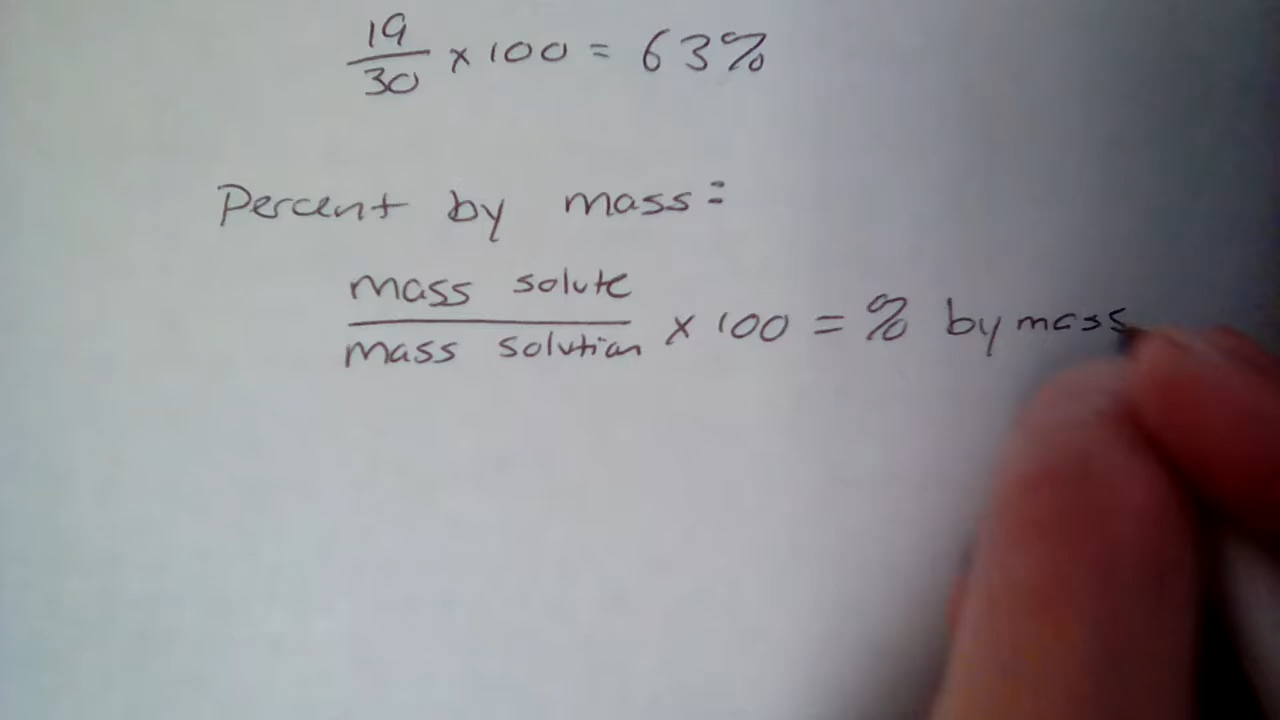 19/30 x 100 = 63%
Percent by mass:
mass solute/mass solution x 100 = % by mass